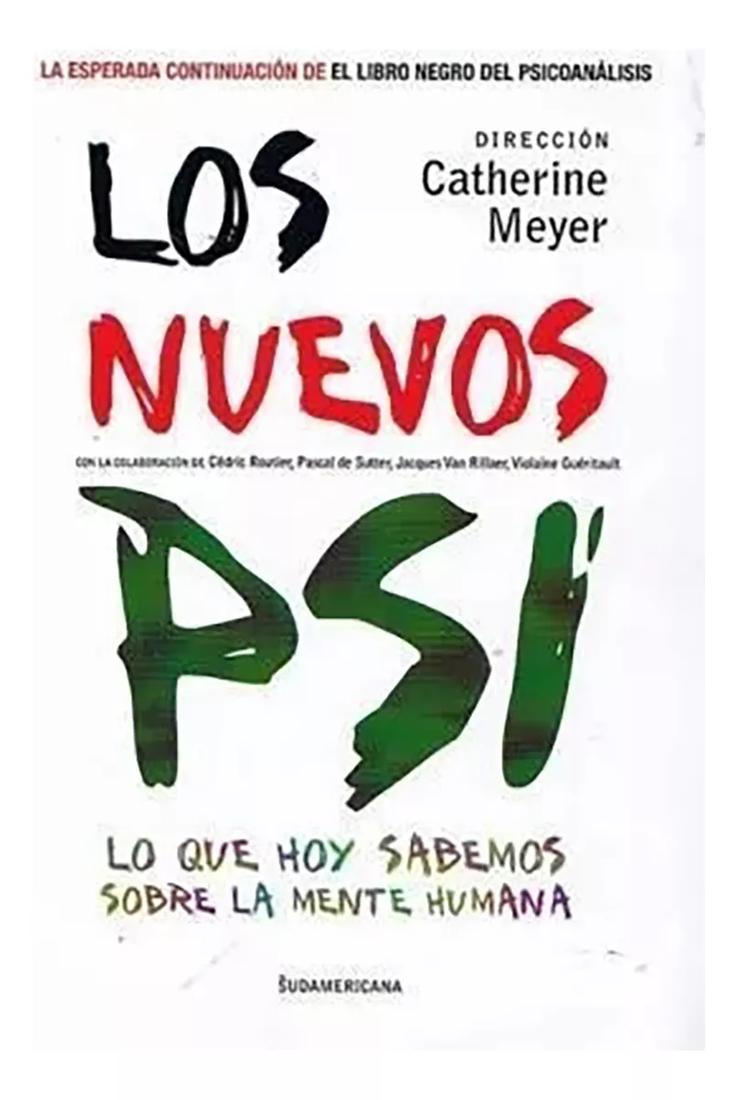 LA ESPERADA CONTINUACIÓN DE EL LIBRO NEGRO DEL PSICOANÁLISIS
DIRECCIÓN
Catherine
Meyer
LOS
NUEVOS
CON LA COLABORACIÓN DE Cédric Routier, Pascal de Sutter, Jacques Van Rillaer, Violaine Guéritault
PSI
LO QUE HOY SABEMOS
SOBRE LA MENTE HUMANA
SUDAMERICANA